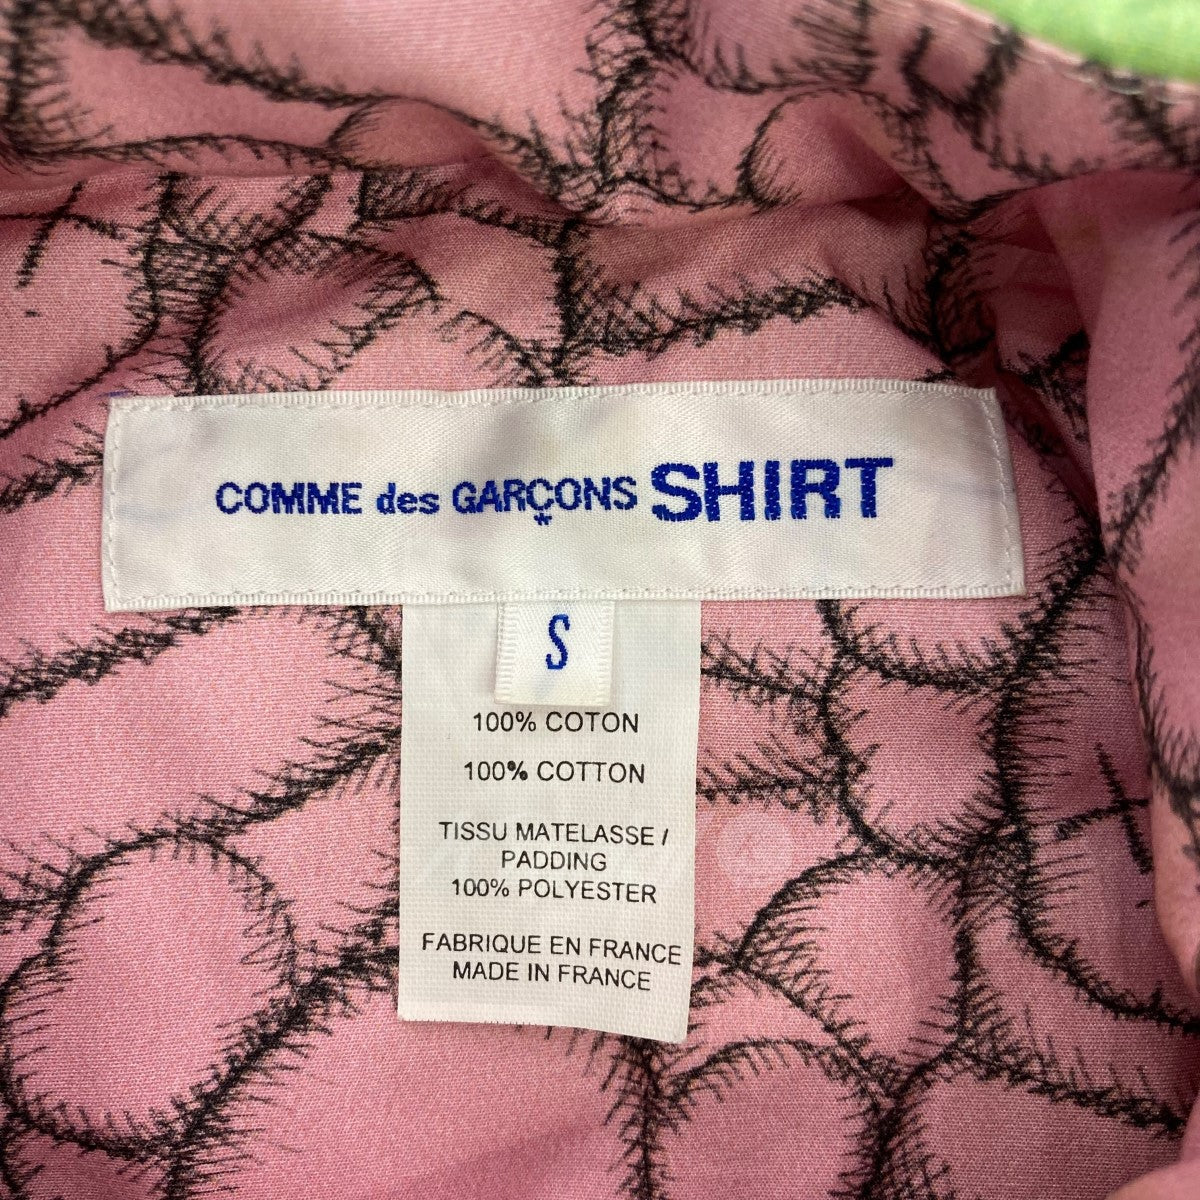 COMME des GARÇONS SHIRT
S
100% COTON
100% COTTON
TISSU MATELASSE /
PADDING
100% POLYESTER
FABRIQUE EN FRANCE
MADE IN FRANCE